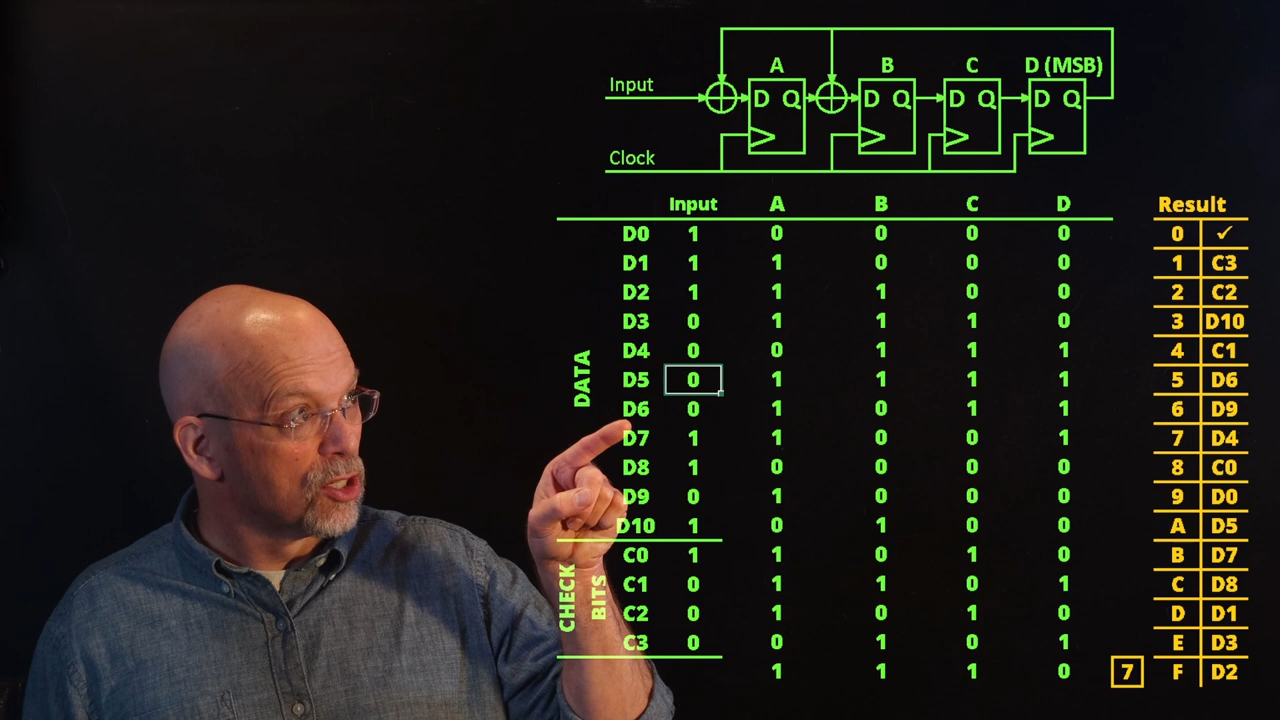 A B C D (MSB)
Input D Q D Q D Q D Q
Clock
Input A B C D Result
D0 1 0 0 0 0 0 ✓
D1 1 1 0 0 0 1 C3
D2 1 1 1 0 0 2 C2
D3 0 1 1 1 0 3 D10
D4 0 0 1 1 1 4 C1
DATA
D5 0 1 1 1 1 5 D6
D6 0 1 0 1 1 6 D9
D7 1 1 0 0 1 7 D4
D8 1 0 0 0 0 8 C0
D9 0 1 0 0 0 9 D0
D10 1 0 1 0 0 A D5
C0 1 1 0 1 0 B D7
CHECK
BITS
C1 0 1 1 0 1 C D8
C2 0 1 0 1 0 D D1
C3 0 0 1 0 1 E D3
1 1 1 0 7 F D2